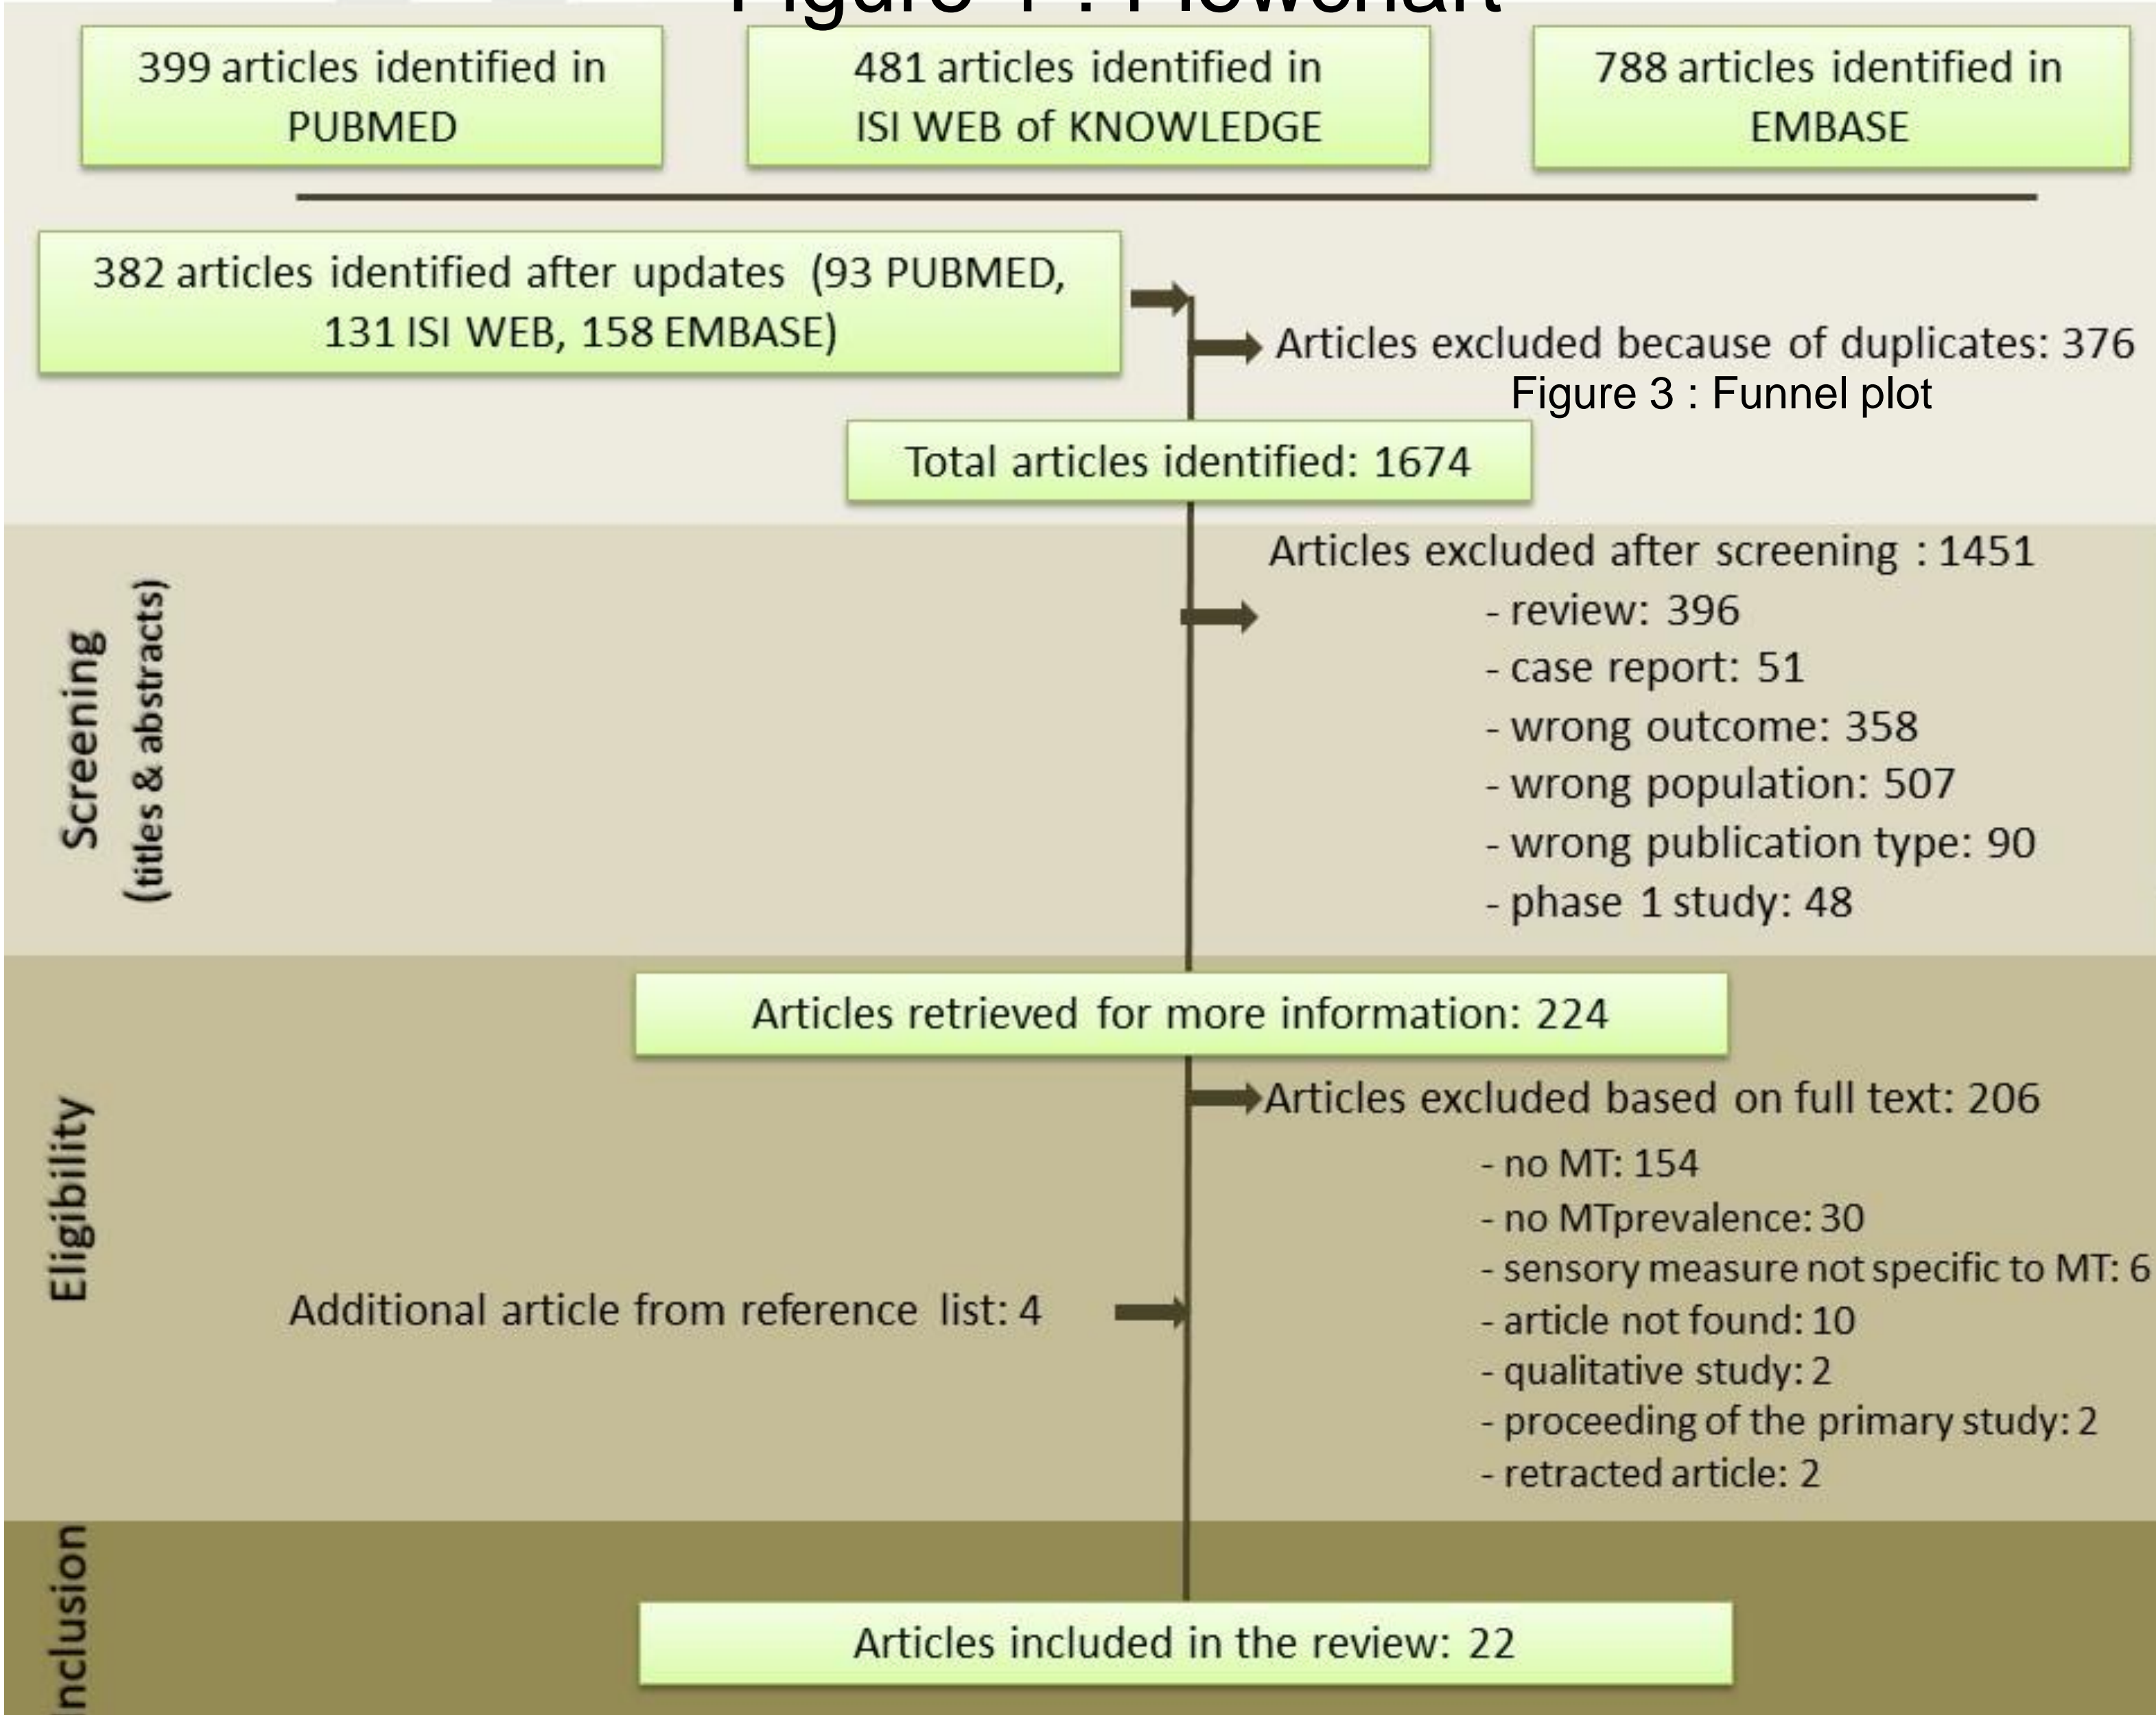 Figure 1 : Flowchart
399 articles identified in
PUBMED
481 articles identified in
ISI WEB of KNOWLEDGE
788 articles identified in
EMBASE
382 articles identified after updates (93 PUBMED,
131 ISI WEB, 158 EMBASE)
Articles excluded because of duplicates: 376
Figure 3 : Funnel plot
Total articles identified: 1674
Screening
(titles & abstracts)
Articles excluded after screening : 1451
- review: 396
- case report: 51
- wrong outcome: 358
- wrong population: 507
- wrong publication type: 90
- phase 1 study: 48
Eligibility
Articles retrieved for more information: 224
Articles excluded based on full text: 206
- no MT: 154
- no MTprevalence: 30
- sensory measure not specific to MT: 6
- article not found: 10
- qualitative study: 2
- proceeding of the primary study: 2
- retracted article: 2
Additional article from reference list: 4
Inclusion
Articles included in the review: 22